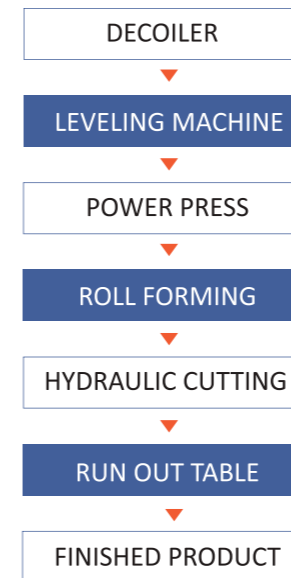 DECOILER
LEVELING MACHINE
POWER PRESS
ROLL FORMING
HYDRAULIC CUTTING
RUN OUT TABLE
FINISHED PRODUCT